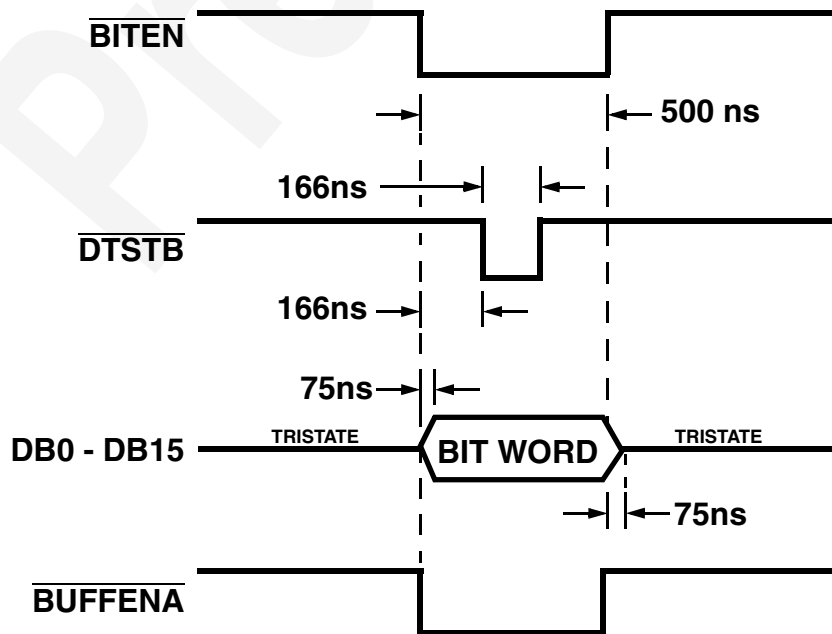 BITEN
500 ns
166ns
DTSTB
166ns
75ns
DB0 - DB15 TRISTATE BIT WORD TRISTATE
75ns
BUFFENA